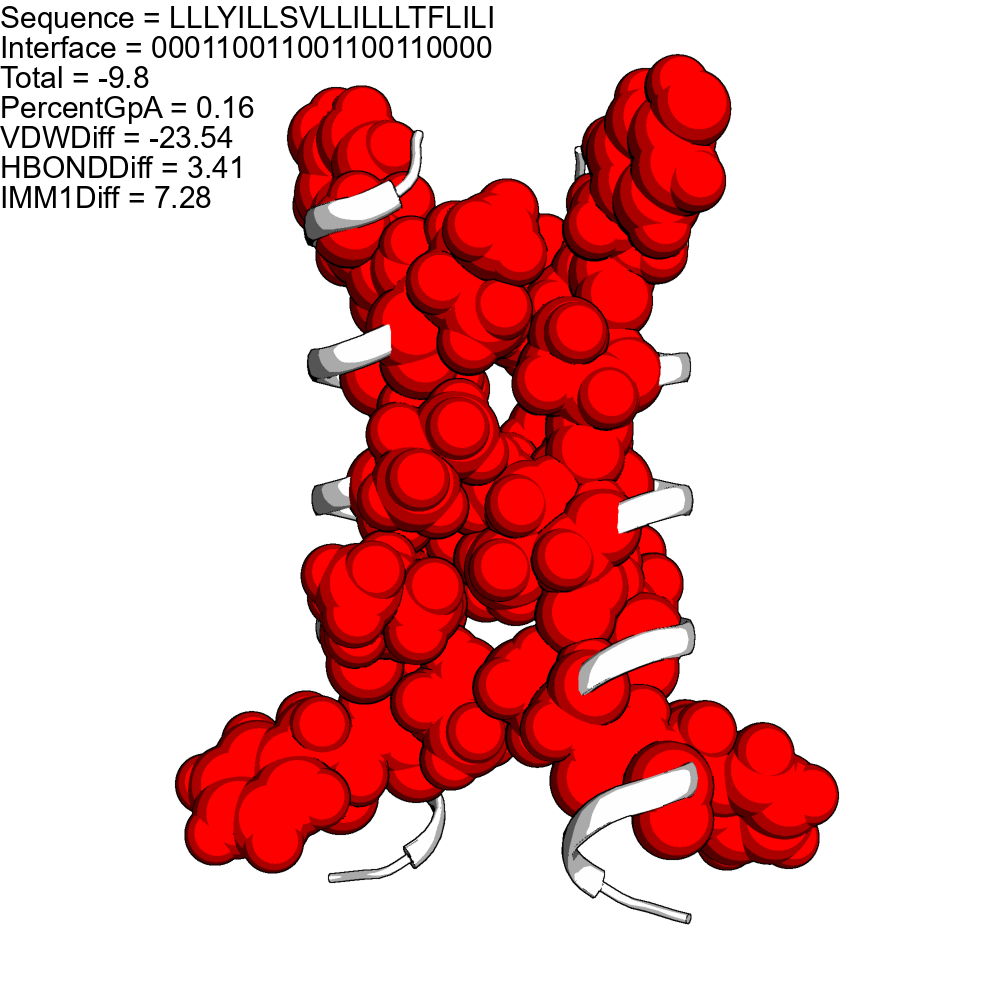 Sequence = LLLYILLSVLLILLLTFLILI
Interface = 000110011001100110000
Total = -9.8
PercentGpA = 0.16
VDWDiff = -23.54
HBONDDiff = 3.41
IMM1Diff = 7.28